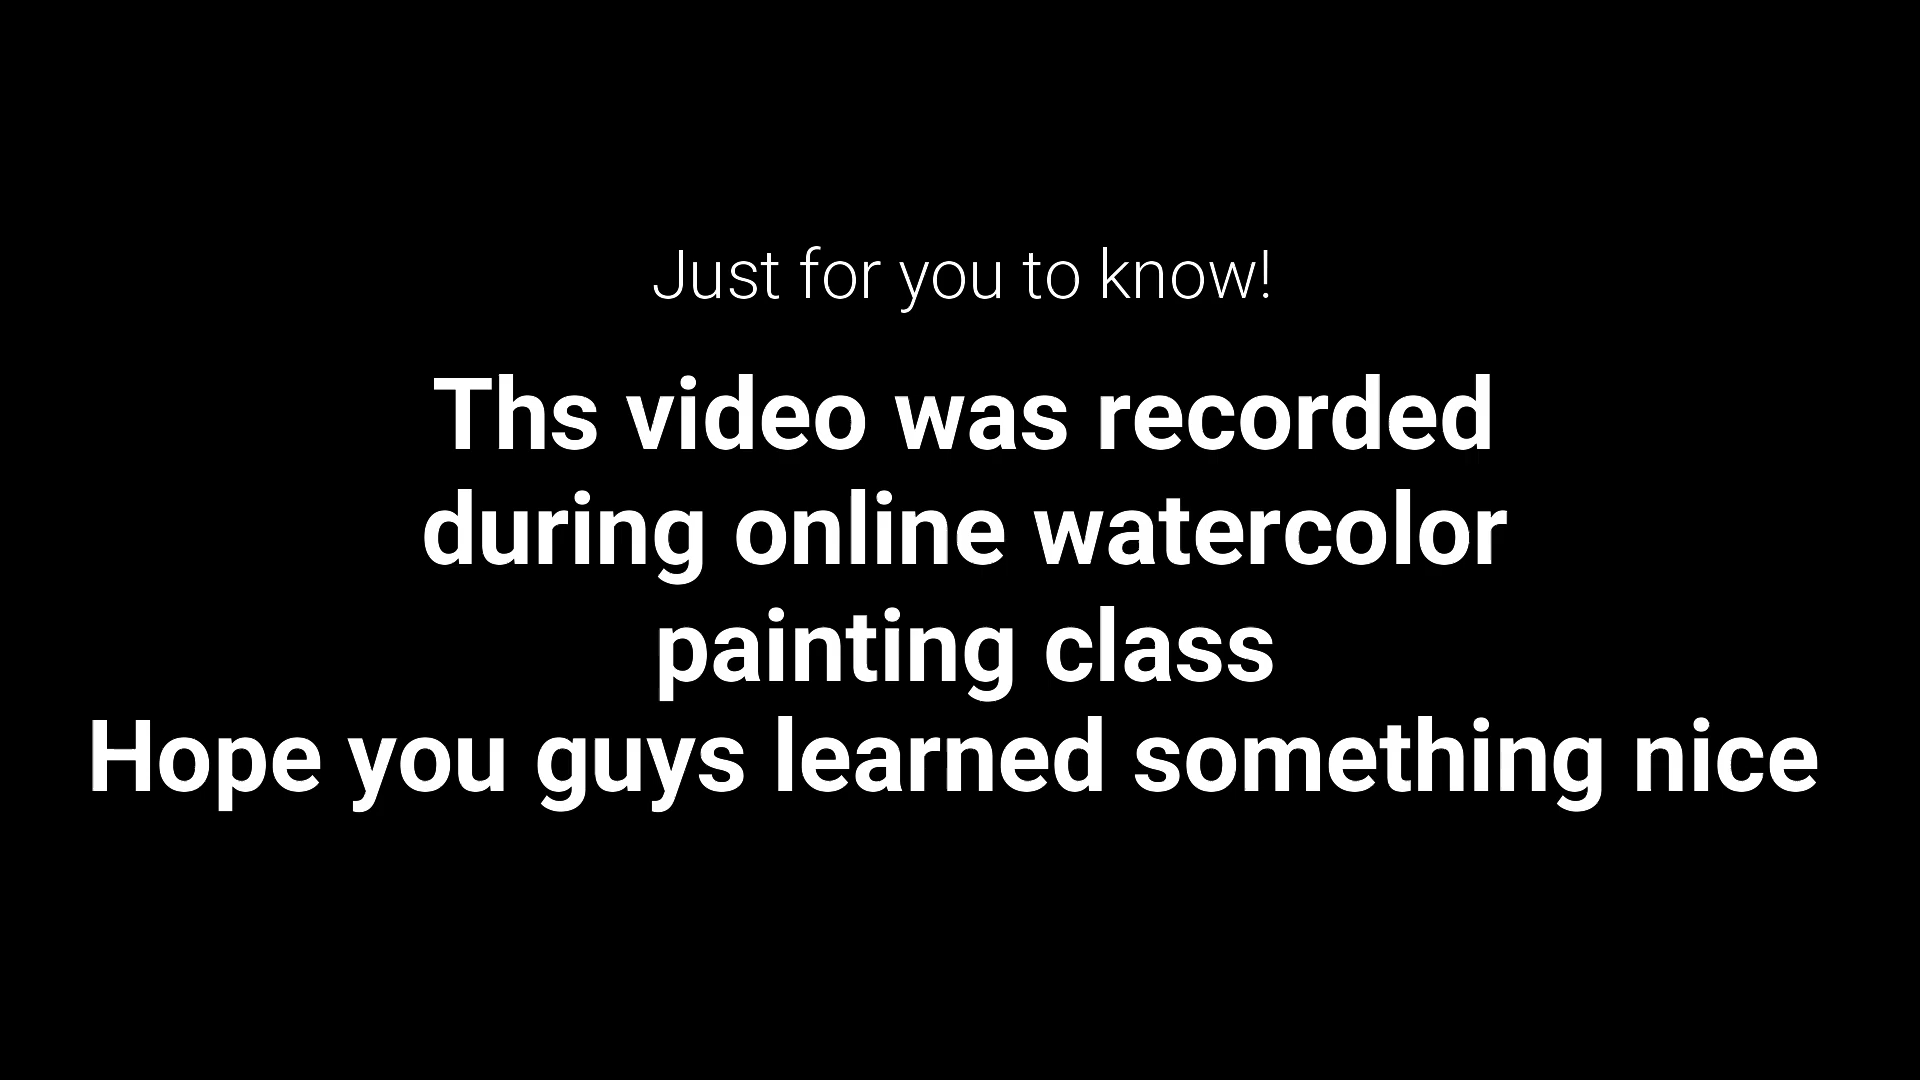 Just for you to know!
Ths video was recorded
during online watercolor
painting class
Hope you guys learned something nice